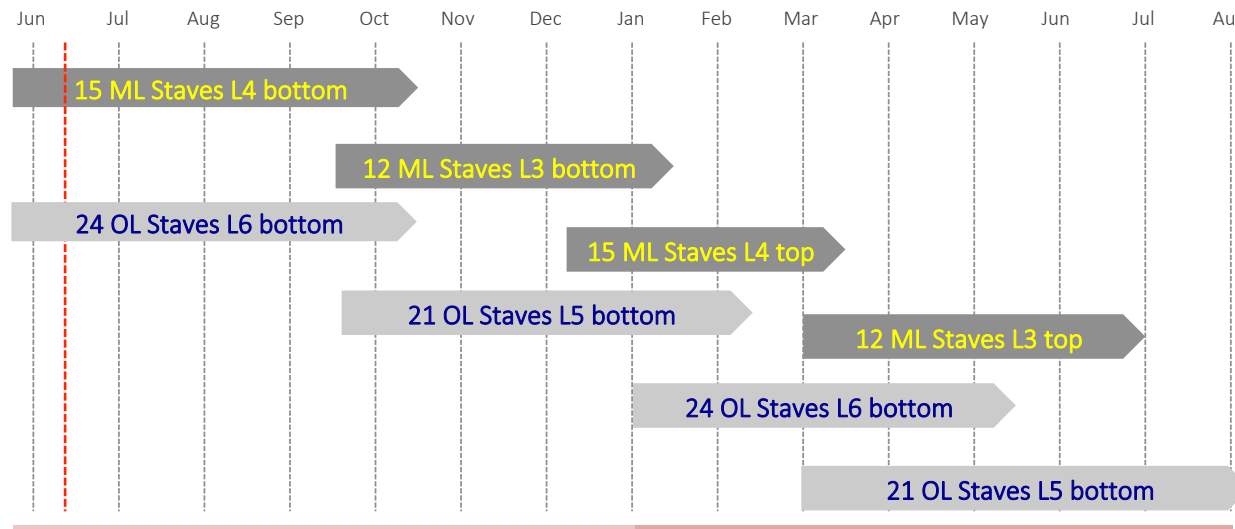 Jun Jul Aug Sep Oct Nov Dec Jan Feb Mar Apr May Jun Jul Au
15 ML Staves L4 bottom
12 ML Staves L3 bottom
24 OL Staves L6 bottom
15 ML Staves L4 top
21 OL Staves L5 bottom
12 ML Staves L3 top
24 OL Staves L6 bottom
21 OL Staves L5 bottom